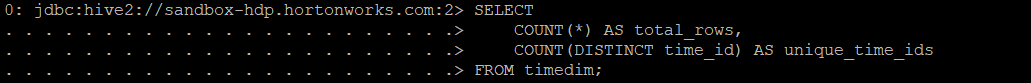 0: jdbc:hive2://sandbox-hdp.hortonworks.com:2> SELECT
. . . . . . . . . . . . . . . . . . . . . . .>     COUNT(*) AS total_rows,
. . . . . . . . . . . . . . . . . . . . . . .>     COUNT(DISTINCT time_id) AS unique_time_ids
. . . . . . . . . . . . . . . . . . . . . . .> FROM timedim;